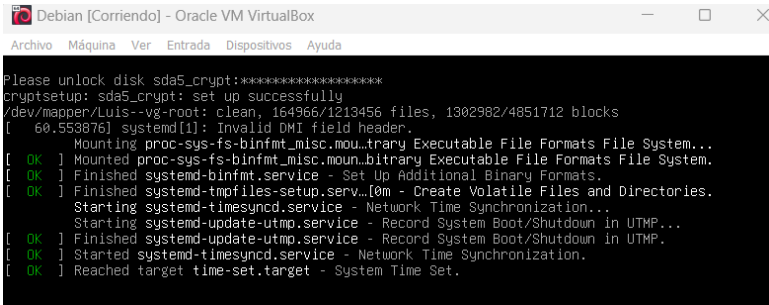 Debian [Corriendo] - Oracle VM VirtualBox
Archivo Máquina Ver Entrada Dispositivos Ayuda
Please unlock disk sda5_crypt:******************
cryptsetup: sda5_crypt: set up successfully
/dev/mapper/Luis--vg-root: clean, 164966/1213456 files, 1302982/4851712 blocks
[   60.553876] systemd[1]: Invalid DMI field header.
         Mounting proc-sys-fs-binfmt_misc.mou…trary Executable File Formats File System...
[  OK  ] Mounted proc-sys-fs-binfmt_misc.moun…bitrary Executable File Formats File System.
[  OK  ] Finished systemd-binfmt.service - Set Up Additional Binary Formats.
[  OK  ] Finished systemd-tmpfiles-setup.serv…[0m - Create Volatile Files and Directories.
         Starting systemd-timesyncd.service - Network Time Synchronization...
         Starting systemd-update-utmp.service - Record System Boot/Shutdown in UTMP...
[  OK  ] Finished systemd-update-utmp.service - Record System Boot/Shutdown in UTMP.
[  OK  ] Started systemd-timesyncd.service - Network Time Synchronization.
[  OK  ] Reached target time-set.target - System Time Set.